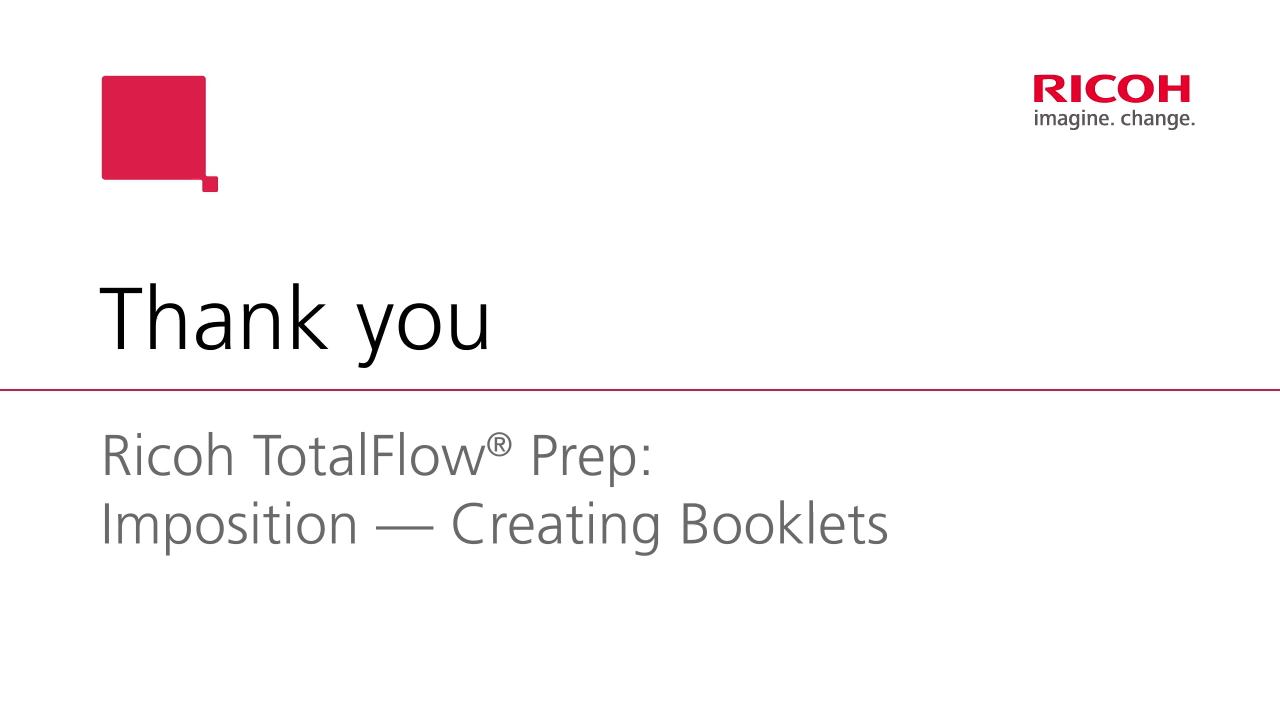 RICOH
imagine. change.
Thank you
Ricoh TotalFlow® Prep:
Imposition — Creating Booklets